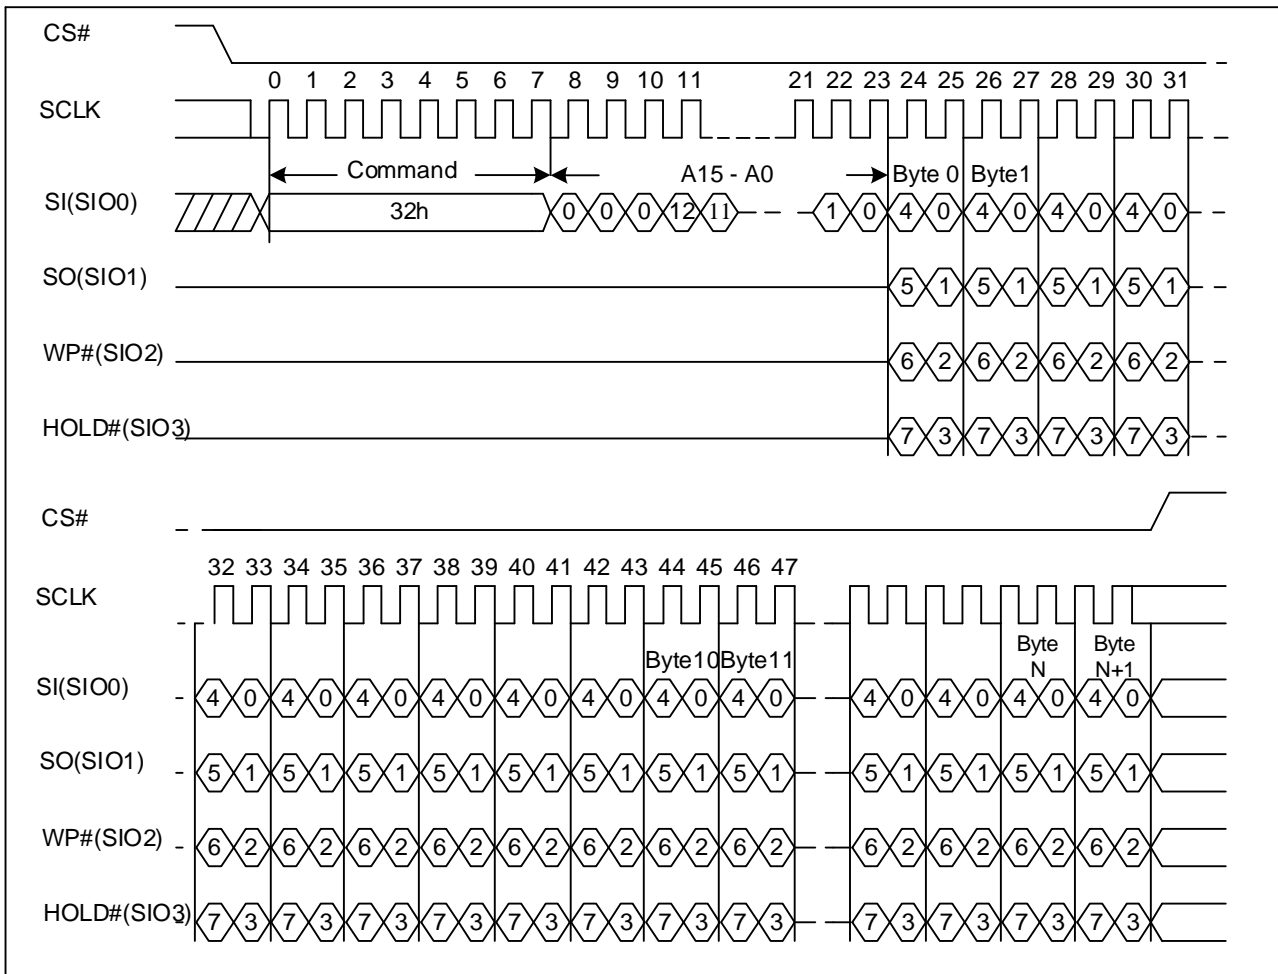 CS#
0 1 2 3 4 5 6 7 8 9 10 11 21 22 23 24 25 26 27 28 29 30 31
SCLK
Command A15 - A0 Byte 0 Byte1
SI(SIO0) 32h 0 0 0 12 11 1 0 4 0 4 0 4 0 4 0
SO(SIO1) 5 1 5 1 5 1 5 1
WP#(SIO2) 6 2 6 2 6 2 6 2
HOLD#(SIO3) 7 3 7 3 7 3 7 3
CS#
32 33 34 35 36 37 38 39 40 41 42 43 44 45 46 47
SCLK
Byte10 Byte11 Byte N Byte N+1
SI(SIO0) 4 0 4 0 4 0 4 0 4 0 4 0 4 0 4 0 4 0 4 0 4 0 4 0
SO(SIO1) 5 1 5 1 5 1 5 1 5 1 5 1 5 1 5 1 5 1 5 1 5 1 5 1
WP#(SIO2) 6 2 6 2 6 2 6 2 6 2 6 2 6 2 6 2 6 2 6 2 6 2 6 2
HOLD#(SIO3) 7 3 7 3 7 3 7 3 7 3 7 3 7 3 7 3 7 3 7 3 7 3 7 3